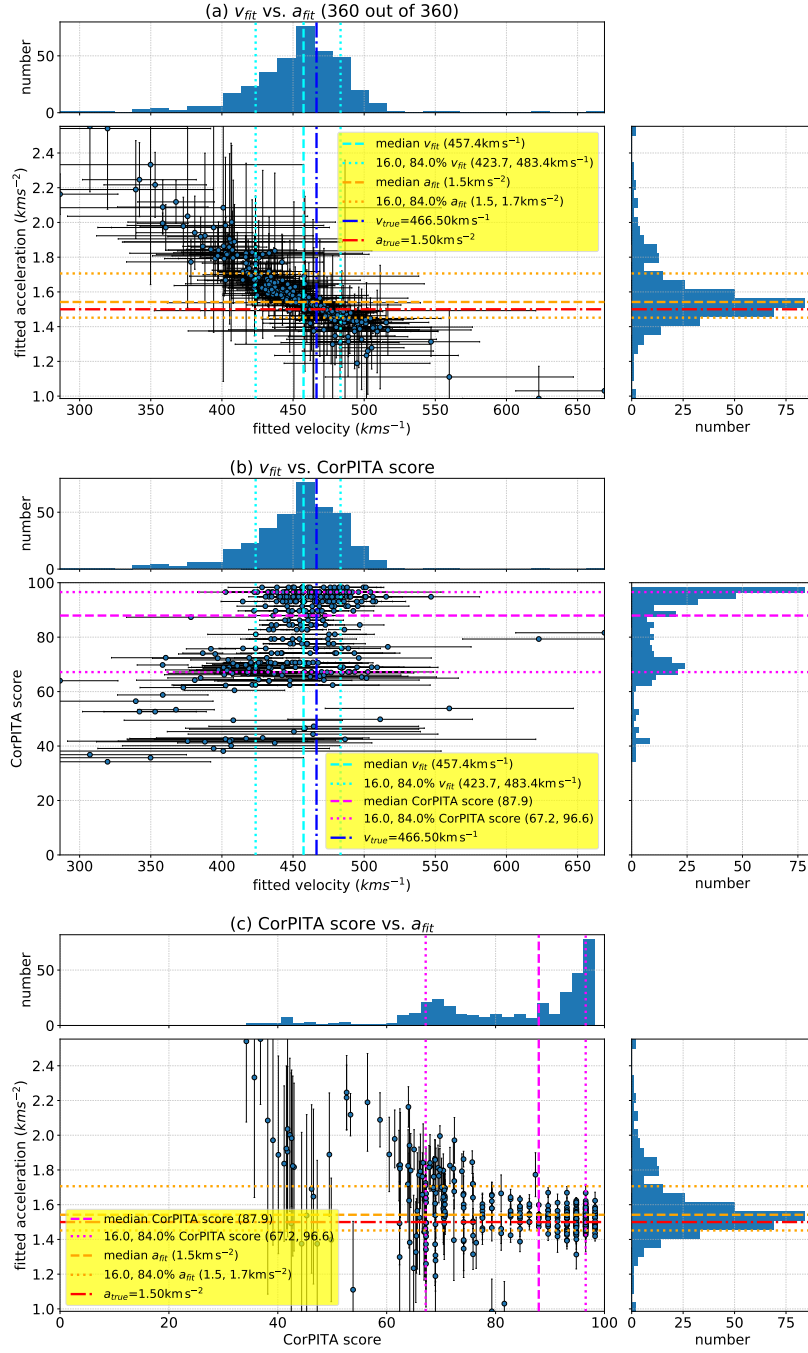 (a) v_fit vs. a_fit (360 out of 360)
number
50
0
fitted acceleration (kms⁻²)
2.4
2.2
2.0
1.8
1.6
1.4
1.2
1.0
median v_fit (457.4kms⁻¹)
16.0, 84.0% v_fit (423.7, 483.4kms⁻¹)
median a_fit (1.5kms⁻²)
16.0, 84.0% a_fit (1.5, 1.7kms⁻²)
v_true=466.50kms⁻¹
a_true=1.50kms⁻²
300 350 400 450 500 550 600 650
fitted velocity (kms⁻¹)
0 25 50 75
number
(b) v_fit vs. CorPITA score
number
50
0
CorPITA score
100
80
60
40
20
0
median v_fit (457.4kms⁻¹)
16.0, 84.0% v_fit (423.7, 483.4kms⁻¹)
median CorPITA score (87.9)
16.0, 84.0% CorPITA score (67.2, 96.6)
v_true=466.50kms⁻¹
300 350 400 450 500 550 600 650
fitted velocity (kms⁻¹)
0 25 50 75
number
(c) CorPITA score vs. a_fit
number
50
0
fitted acceleration (kms⁻²)
2.4
2.2
2.0
1.8
1.6
1.4
1.2
1.0
median CorPITA score (87.9)
16.0, 84.0% CorPITA score (67.2, 96.6)
median a_fit (1.5kms⁻²)
16.0, 84.0% a_fit (1.5, 1.7kms⁻²)
a_true=1.50kms⁻²
0 20 40 60 80 100
CorPITA score
0 25 50 75
number